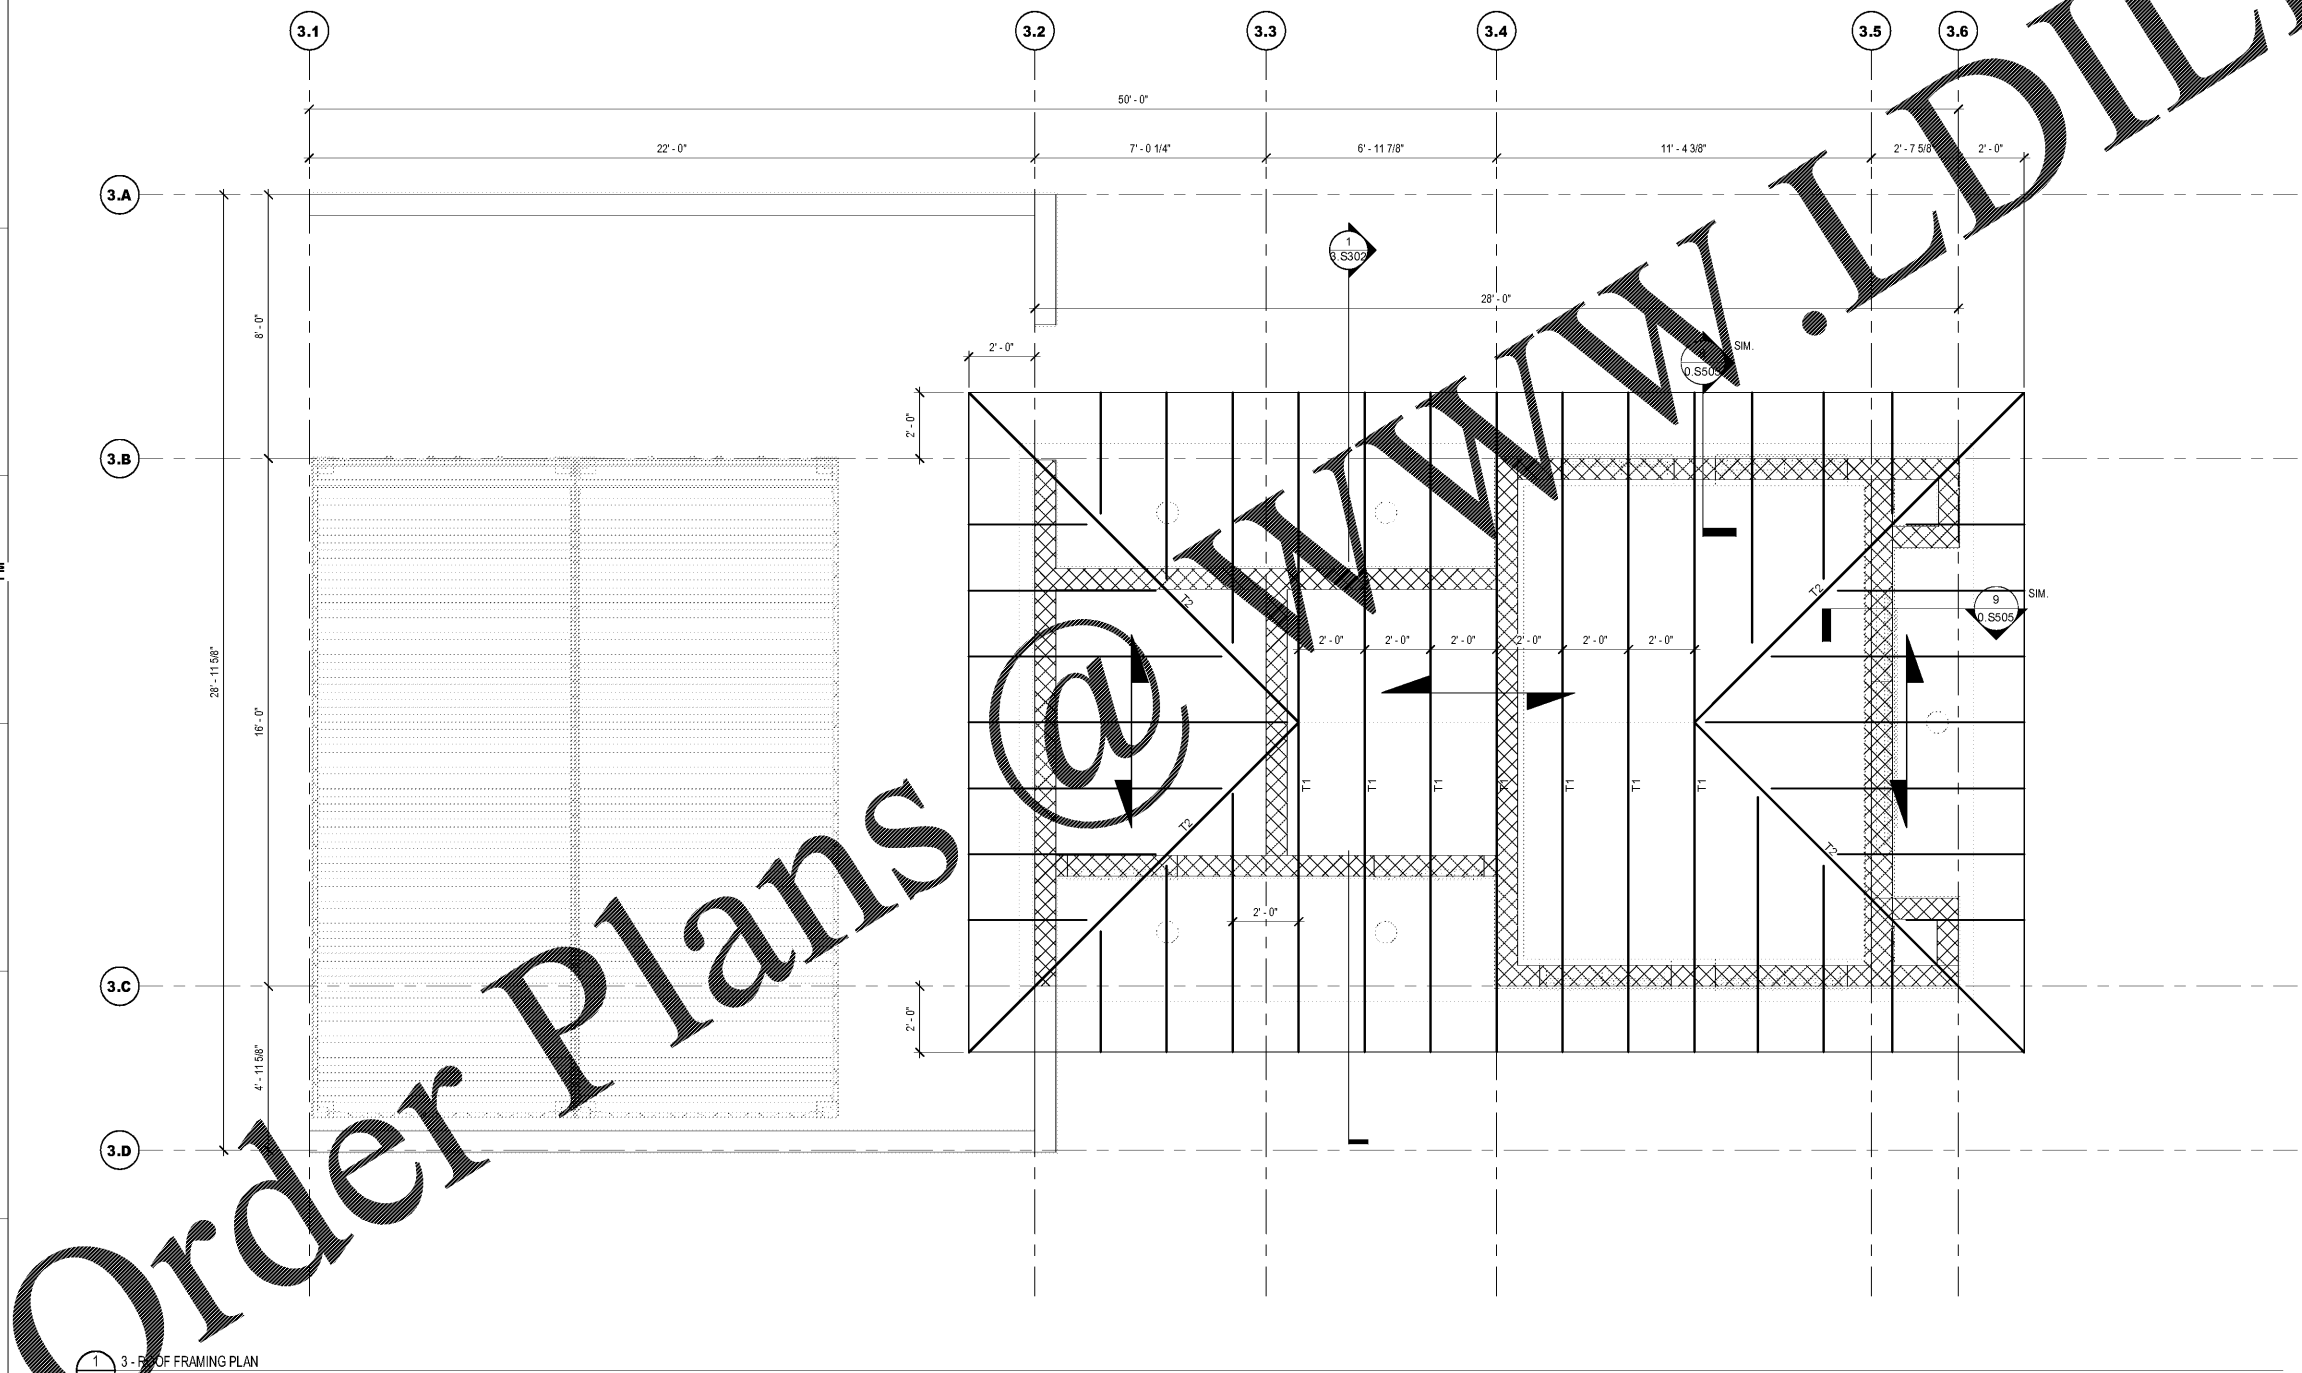 3.1
3.2
3.3
3.4
3.5
3.6
50' - 0"
22' - 0"
7' - 0 1/4"
6' - 11 7/8"
11' - 4 3/8"
2' - 7 5/8
2' - 0"
3.A
1
3.S302
28' - 0"
8' - 0"
2' - 0"
SIM.
0.S505
2' - 0"
3.B
T2
T2
SIM.
9
0.S505
28' - 11 5/8"
16' - 0"
2' - 0"
2' - 0"
2' - 0"
2' - 0"
2' - 0"
2' - 0"
T1
T1
T1
T1
T1
T1
T1
T2
T2
2' - 0"
3.C
2' - 0"
4' - 11 5/8"
3.D
Order Plans @ www.LDILI
1
3 - ROOF FRAMING PLAN